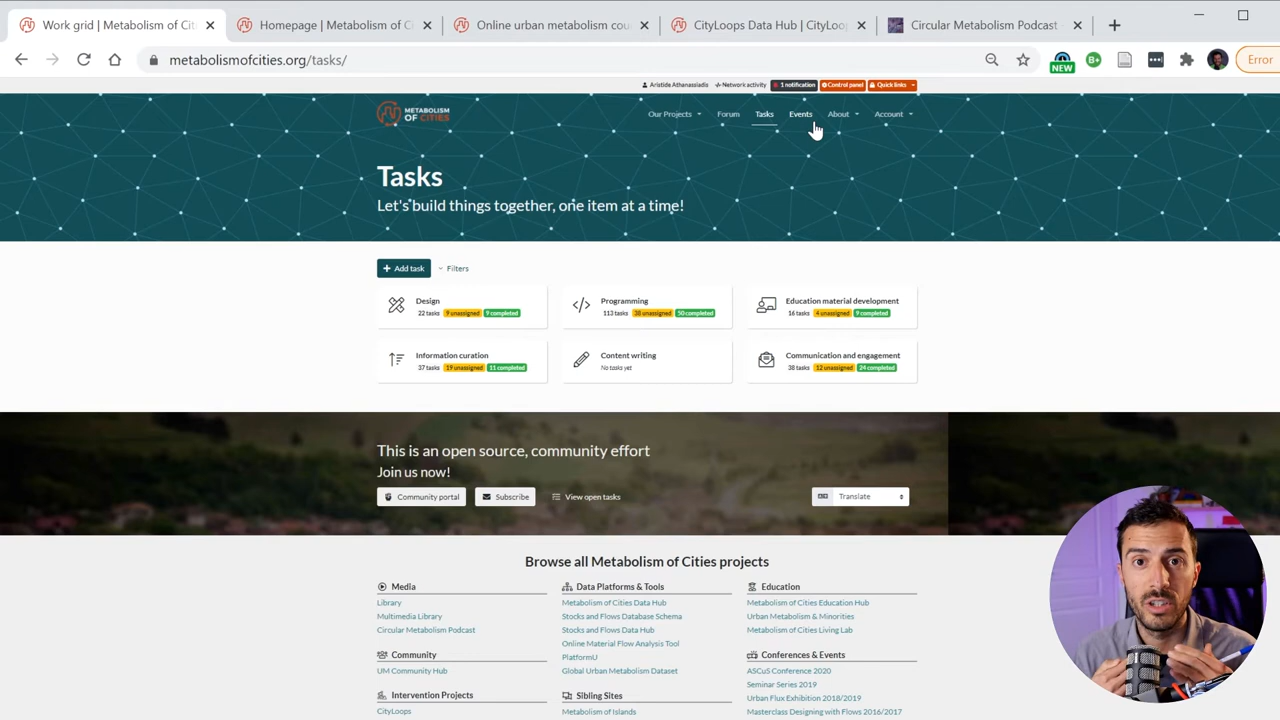 Work grid | Metabolism of Cit
Homepage | Metabolism of C
Online urban metabolism cou
CityLoops Data Hub | CityLoo
Circular Metabolism Podcast
metabolismofcities.org/tasks/
NEW
B+
Error
Aristide Athanassiadis
Network activity
1 notification
Control panel
Quick links
METABOLISM
OF CITIES
Our Projects
Forum
Tasks
Events
About
Account
Tasks
Let's build things together, one item at a time!
Add task
Filters
Design
22 tasks 9 unassigned 9 completed
Programming
113 tasks 38 unassigned 50 completed
Education material development
16 tasks 4 unassigned 9 completed
Information curation
37 tasks 19 unassigned 11 completed
Content writing
No tasks yet
Communication and engagement
38 tasks 12 unassigned 24 completed
This is an open source, community effort
Join us now!
Community portal
Subscribe
View open tasks
Translate
Browse all Metabolism of Cities projects
Media
Library
Multimedia Library
Circular Metabolism Podcast
Community
UM Community Hub
Intervention Projects
CityLoops
Data Platforms & Tools
Metabolism of Cities Data Hub
Stocks and Flows Database Schema
Stocks and Flows Data Hub
Online Material Flow Analysis Tool
PlatformU
Global Urban Metabolism Dataset
Sibling Sites
Metabolism of Islands
Education
Metabolism of Cities Education Hub
Urban Metabolism & Minorities
Metabolism of Cities Living Lab
Conferences & Events
ASCuS Conference 2020
Seminar Series 2019
Urban Flux Exhibition 2018/2019
Masterclass Designing with Flows 2016/2017